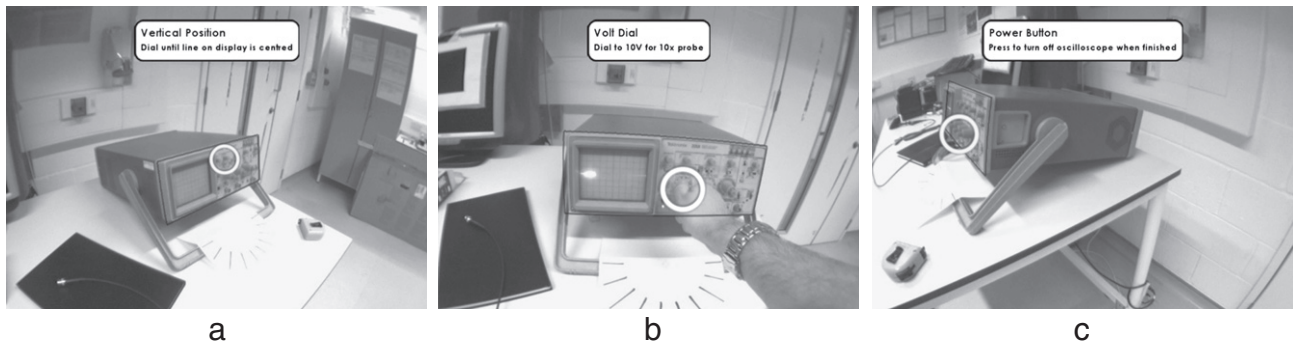 Vertical Position
Dial until line on display is centred
Volt Dial
Dial to 10V for 10x probe
Power Button
Press to turn off oscilloscope when finished
a
b
c